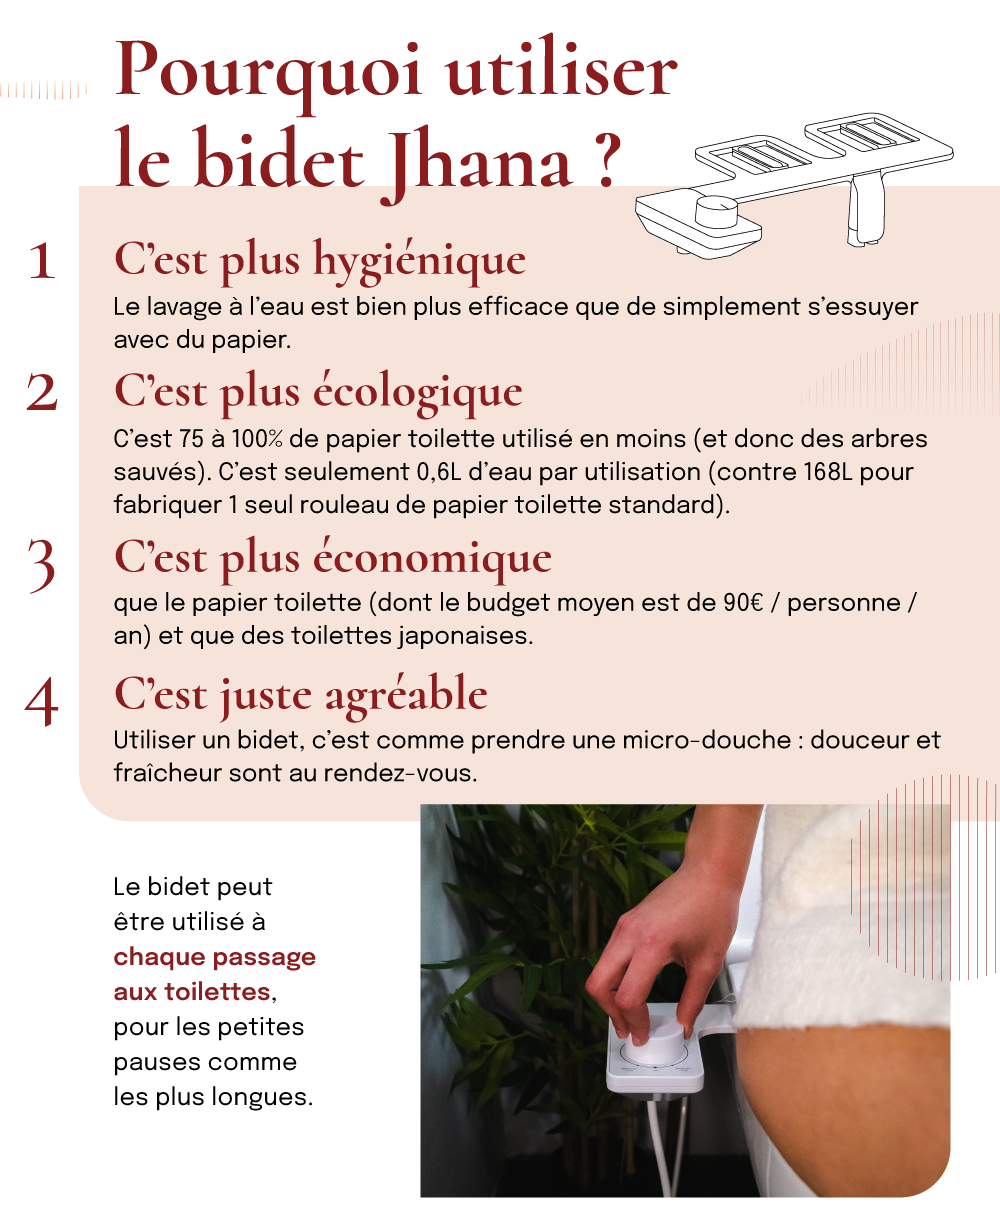 Pourquoi utiliser
le bidet Jhana ?
1
C’est plus hygiénique
Le lavage à l’eau est bien plus efficace que de simplement s’essuyer
avec du papier.
2
C’est plus écologique
C’est 75 à 100% de papier toilette utilisé en moins (et donc des arbres
sauvés). C’est seulement 0,6L d’eau par utilisation (contre 168L pour
fabriquer 1 seul rouleau de papier toilette standard).
3
C’est plus économique
que le papier toilette (dont le budget moyen est de 90€ / personne /
an) et que des toilettes japonaises.
4
C’est juste agréable
Utiliser un bidet, c’est comme prendre une micro-douche : douceur et
fraîcheur sont au rendez-vous.
Le bidet peut
être utilisé à
chaque passage
aux toilettes,
pour les petites
pauses comme
les plus longues.